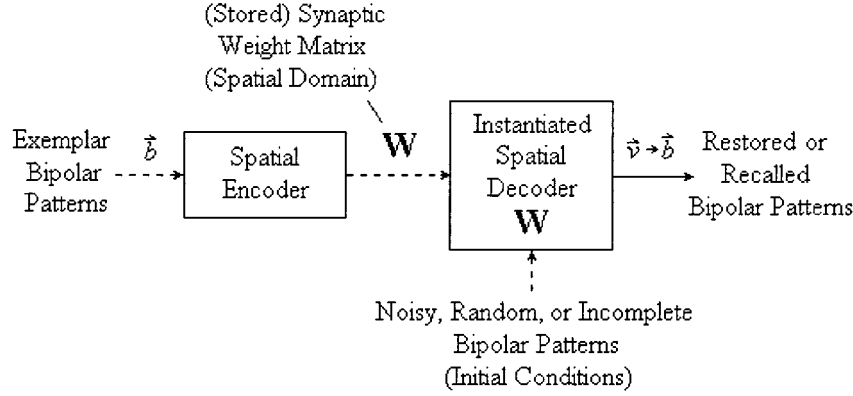 (Stored) Synaptic
Weight Matrix
(Spatial Domain)
Exemplar
Bipolar
Patterns
b⃗
Spatial
Encoder
W
Instantiated
Spatial
Decoder
W
v⃗ → b⃗
Restored or
Recalled
Bipolar Patterns
Noisy, Random, or Incomplete
Bipolar Patterns
(Initial Conditions)